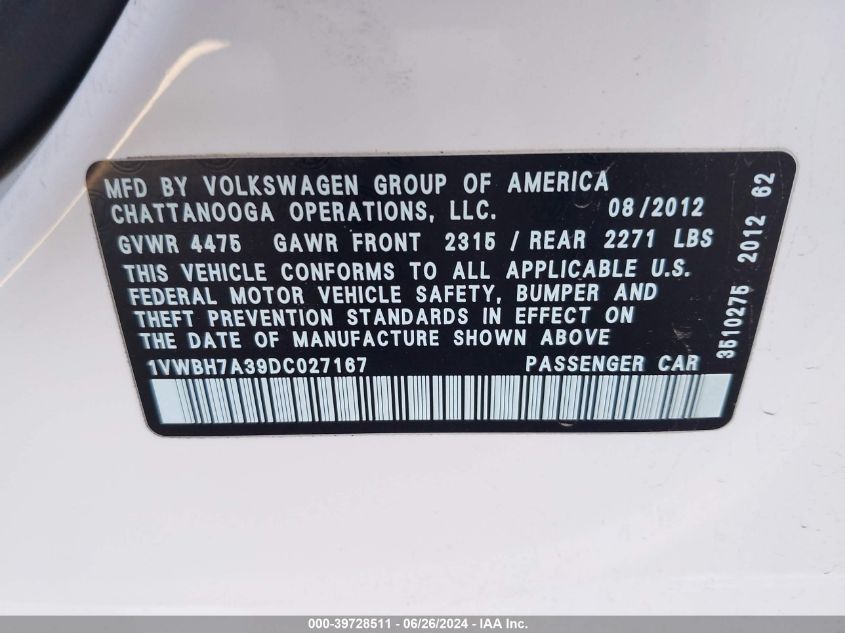 MFD BY VOLKSWAGEN GROUP OF AMERICA
CHATTANOOGA OPERATIONS, LLC. 08/2012
GVWR 4475 GAWR FRONT 2315 / REAR 2271 LBS
THIS VEHICLE CONFORMS TO ALL APPLICABLE U.S.
FEDERAL MOTOR VEHICLE SAFETY, BUMPER AND
THEFT PREVENTION STANDARDS IN EFFECT ON
THE DATE OF MANUFACTURE SHOWN ABOVE
1VWBH7A39DC027167 PASSENGER CAR
3510275 2012 62
000-39728511 - 06/26/2024 - IAA Inc.